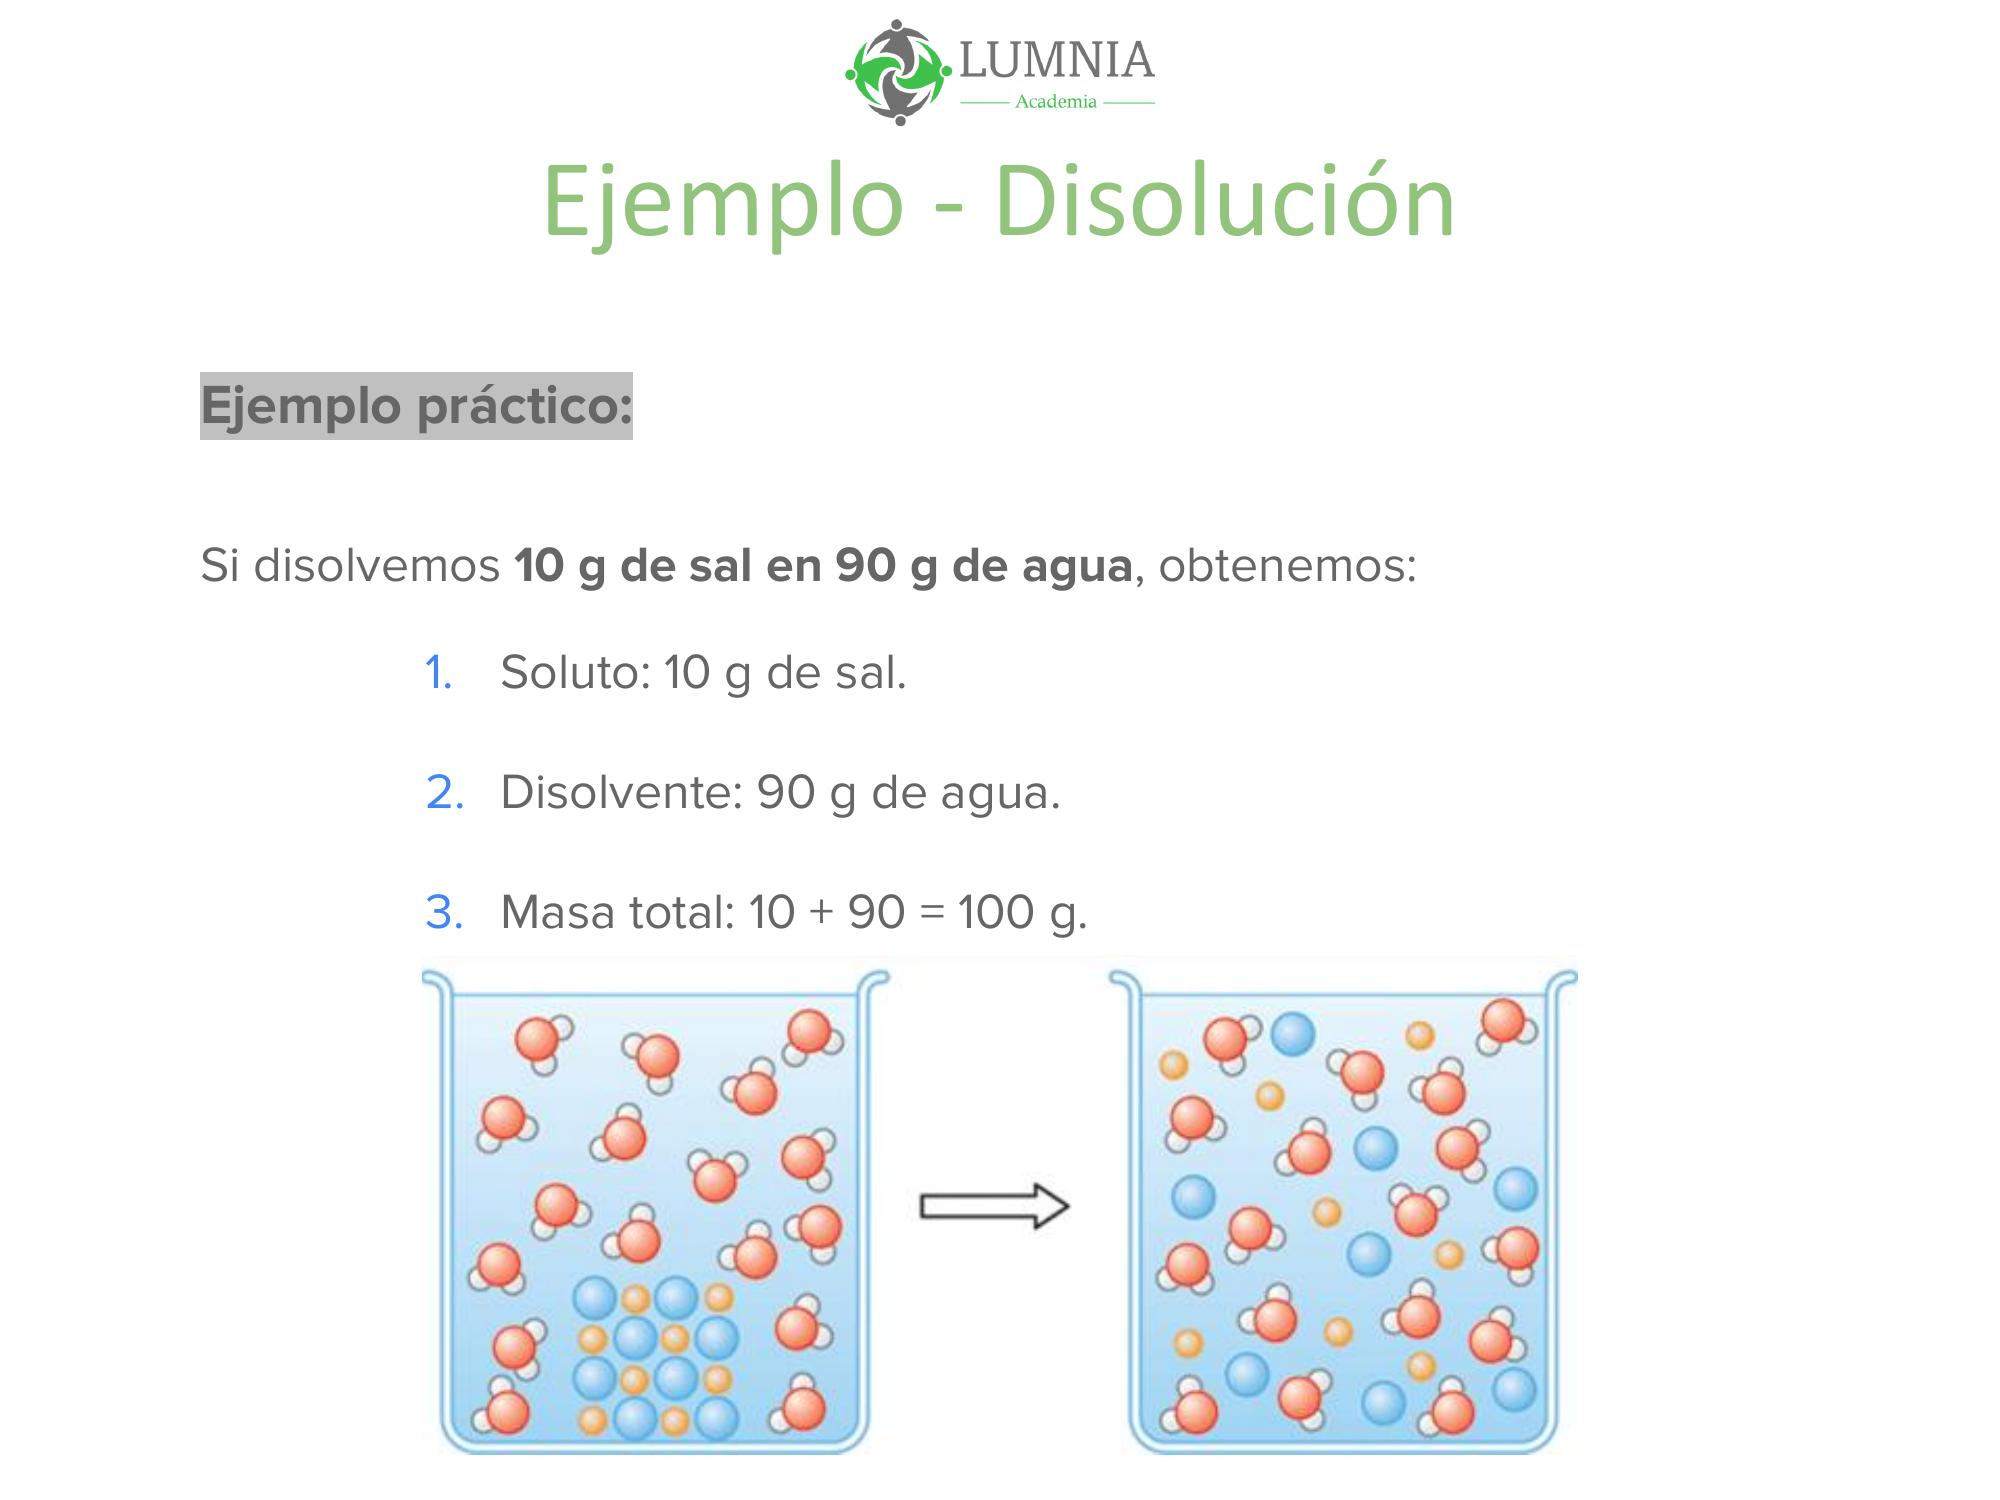 LUMNIA
Academia
Ejemplo - Disolución
Ejemplo práctico:
Si disolvemos 10 g de sal en 90 g de agua, obtenemos:
1. Soluto: 10 g de sal.
2. Disolvente: 90 g de agua.
3. Masa total: 10 + 90 = 100 g.